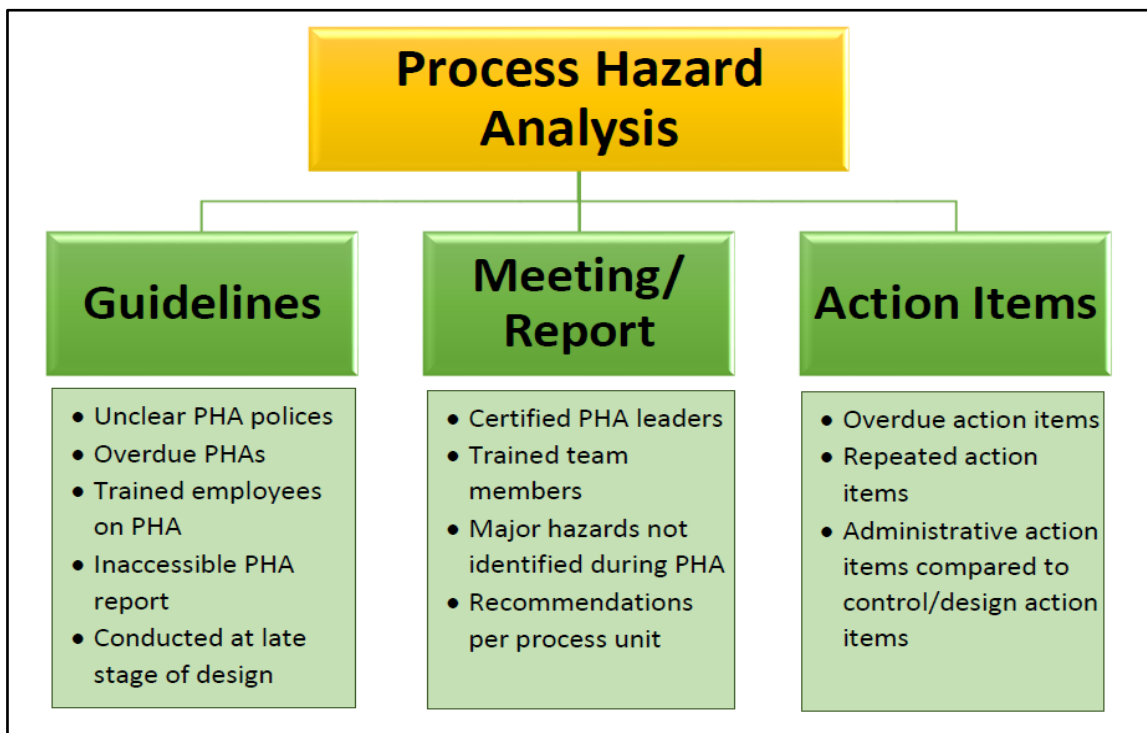 Process Hazard
Analysis
Guidelines
• Unclear PHA polices
• Overdue PHAs
• Trained employees
on PHA
• Inaccessible PHA
report
• Conducted at late
stage of design
Meeting/
Report
• Certified PHA leaders
• Trained team
members
• Major hazards not
identified during PHA
• Recommendations
per process unit
Action Items
• Overdue action items
• Repeated action
items
• Administrative action
items compared to
control/design action
items